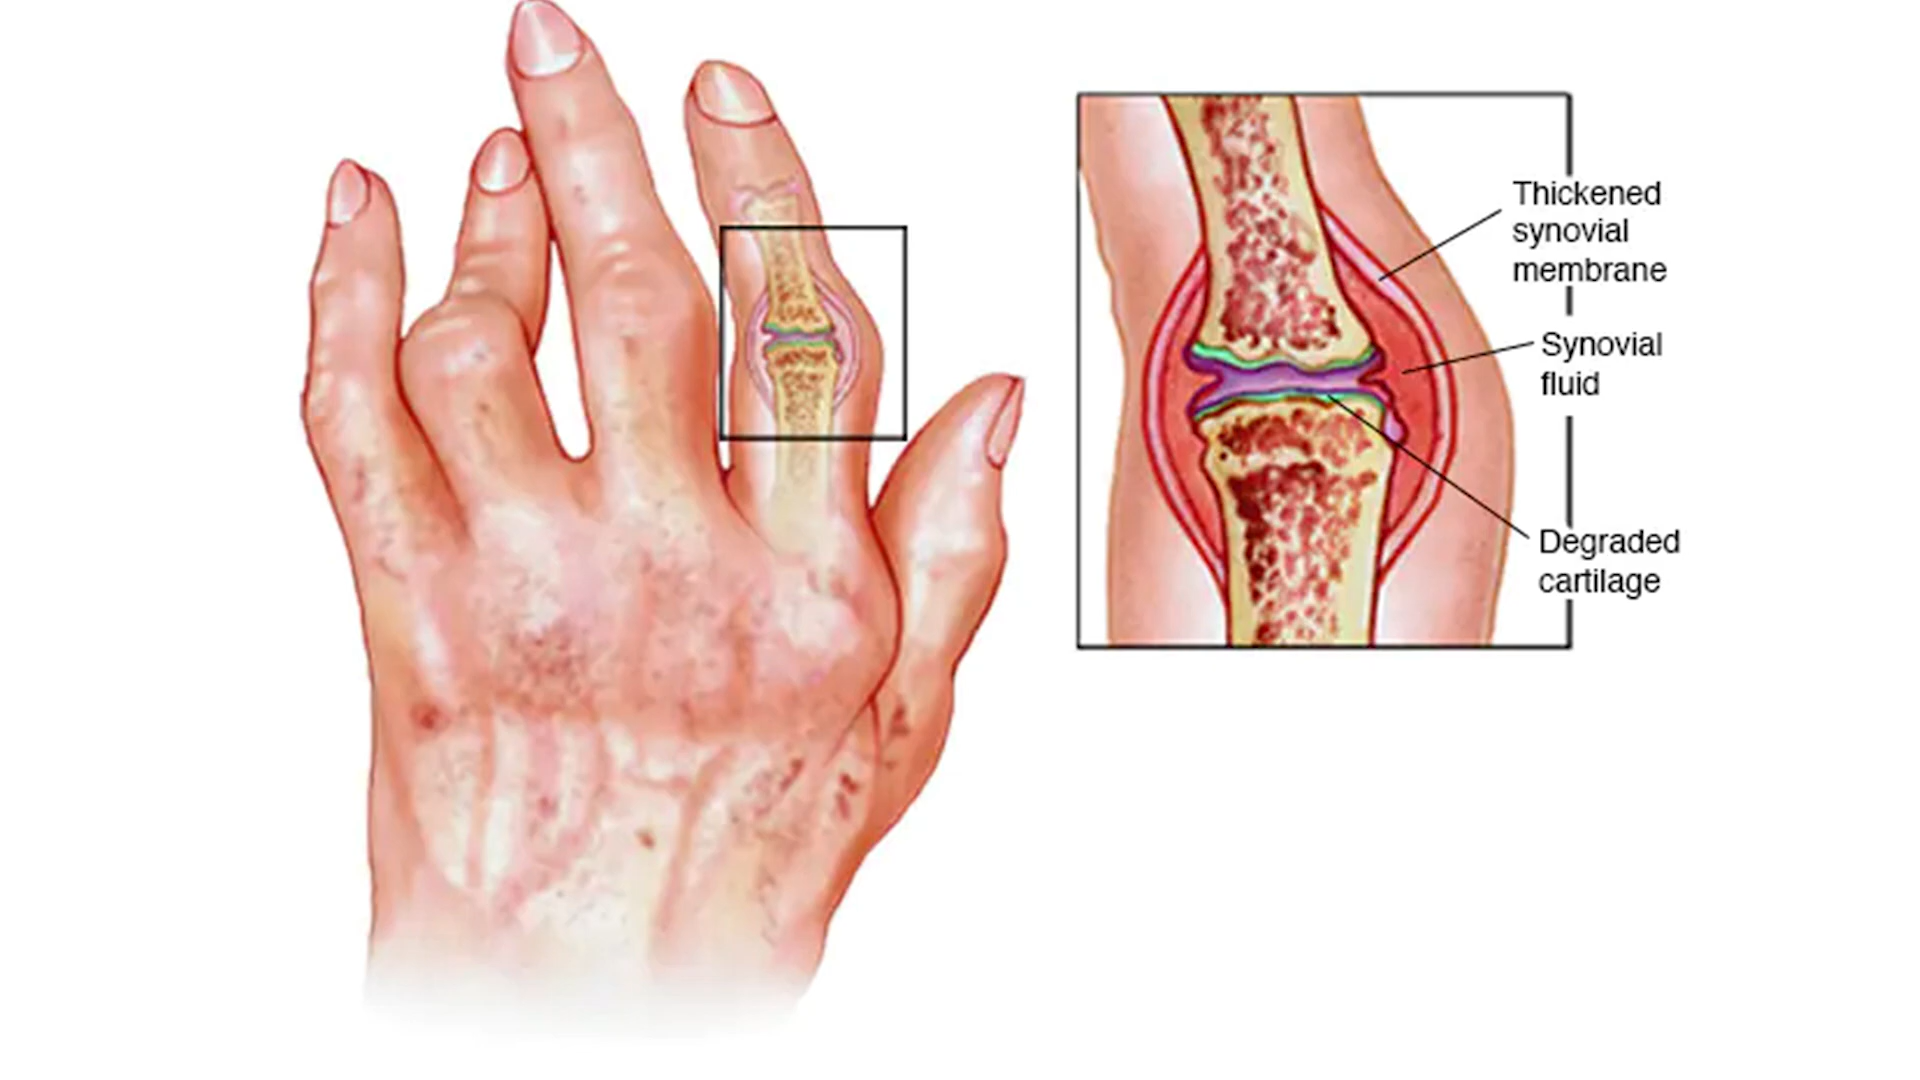 Thickened
synovial
membrane
Synovial
fluid
Degraded
cartilage